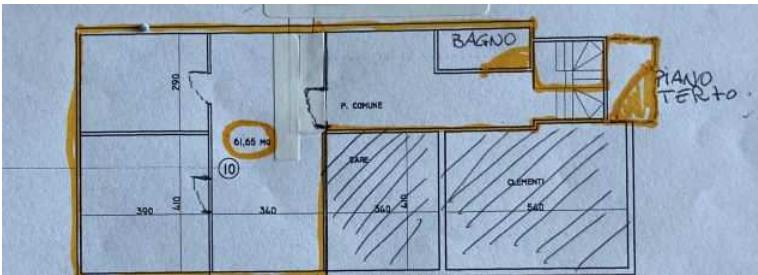 BAGNO
PIANO
TERZO.
290
P. COMUNE
61,65 MQ
10
ZARE
CLEMENTI
390
410
340
340
410
540